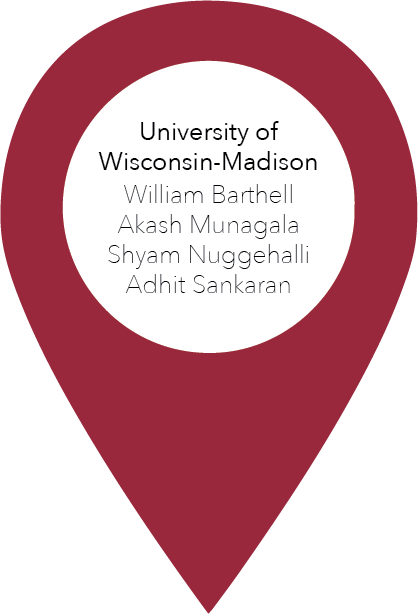 University of
Wisconsin-Madison
William Barthell
Akash Munagala
Shyam Nuggehalli
Adhit Sankaran